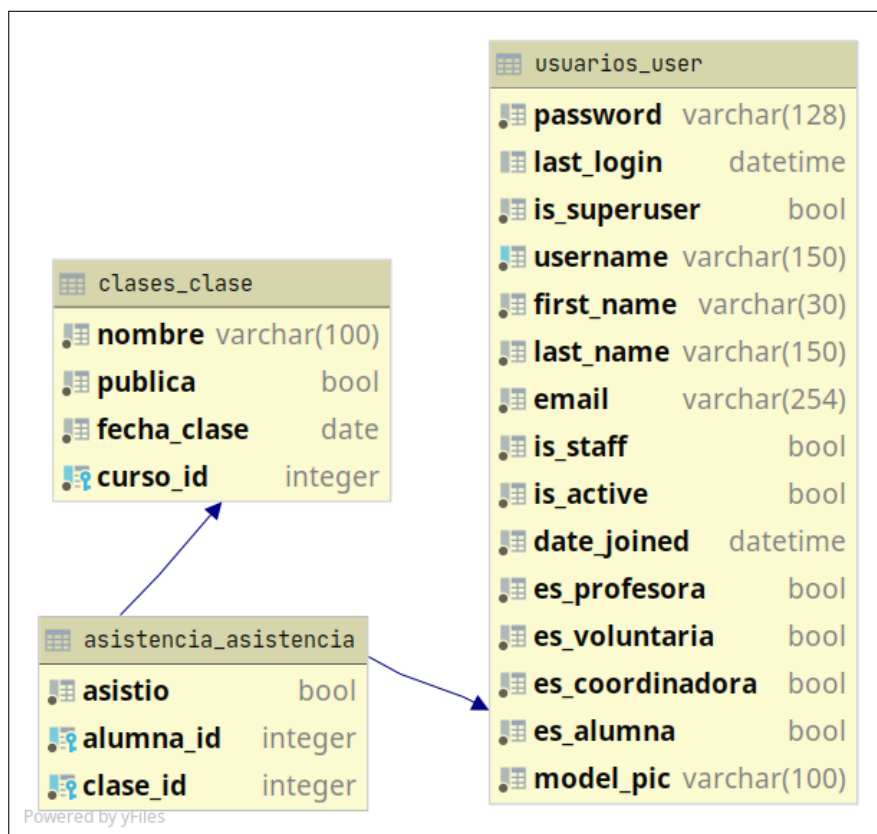 usuarios_user
password varchar(128)
last_login datetime
is_superuser bool
username varchar(150)
first_name varchar(30)
last_name varchar(150)
email varchar(254)
is_staff bool
is_active bool
date_joined datetime
es_profesora bool
es_voluntaria bool
es_coordinadora bool
es_alumna bool
model_pic varchar(100)
clases_clase
nombre varchar(100)
publica bool
fecha_clase date
curso_id integer
asistencia_asistencia
asistio bool
alumna_id integer
clase_id integer
Powered by yFiles